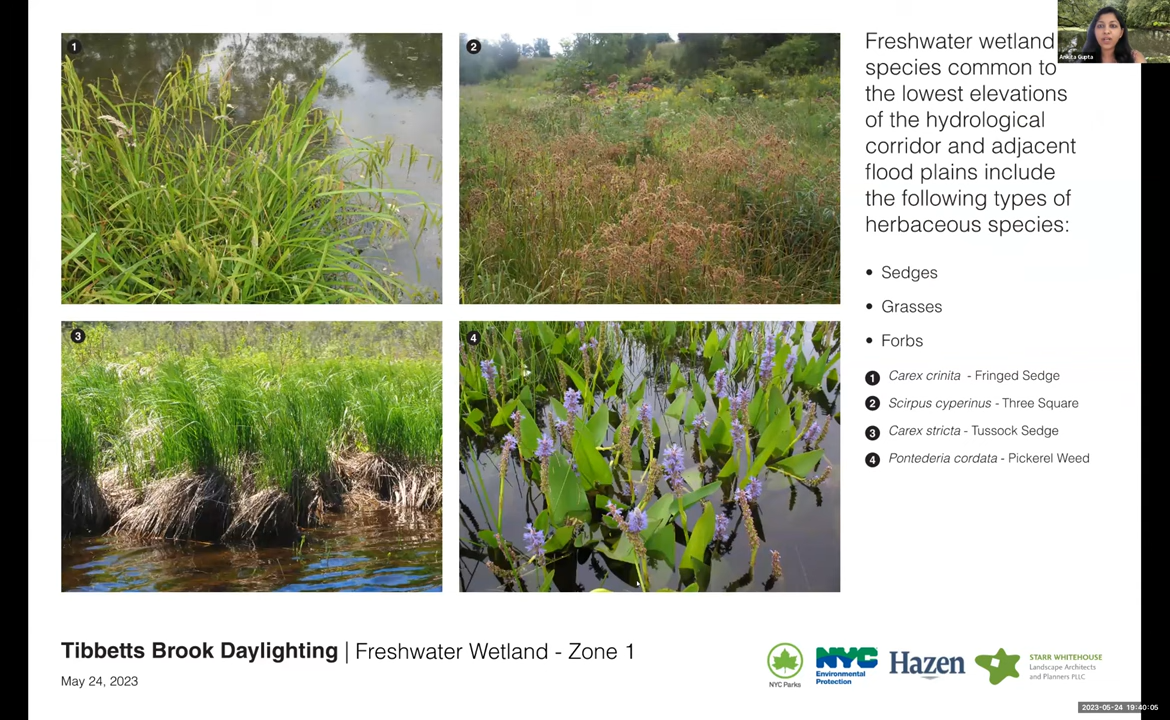 1
2
Freshwater wetland
species common to
the lowest elevations
of the hydrological
corridor and adjacent
flood plains include
the following types of
herbaceous species:
Ankita Gupta
• Sedges
• Grasses
• Forbs
1 Carex crinita - Fringed Sedge
2 Scirpus cyperinus - Three Square
3 Carex stricta - Tussock Sedge
4 Pontederia cordata - Pickerel Weed
3
4
Tibbetts Brook Daylighting | Freshwater Wetland - Zone 1
May 24, 2023
NYC Parks
NYC
Environmental
Protection
Hazen
STARR WHITEHOUSE
Landscape Architects
and Planners PLLC
2023-05-24 19:40:05